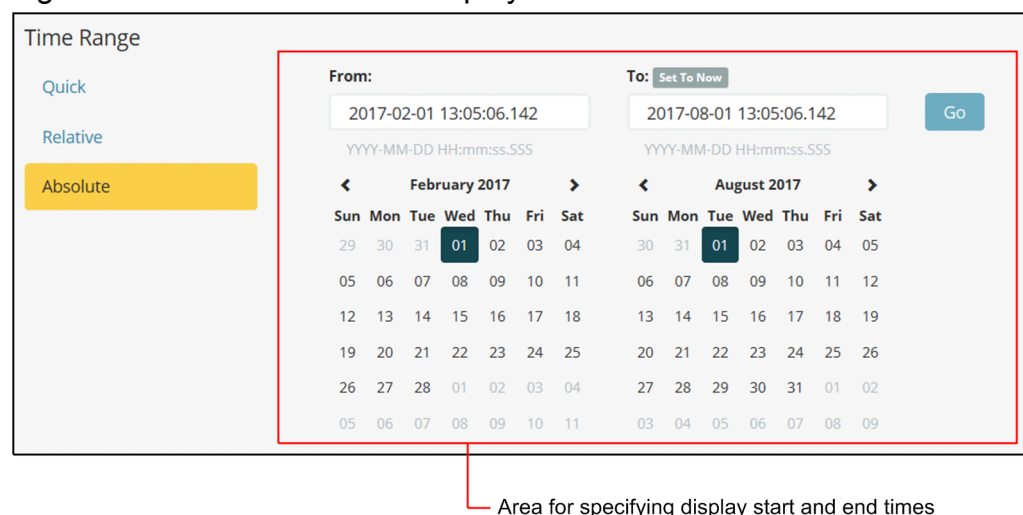 Time Range
Quick
Relative
Absolute
From:
2017-02-01 13:05:06.142
YYYY-MM-DD HH:mm:ss.SSS
February 2017
Sun Mon Tue Wed Thu Fri Sat
29 30 31 01 02 03 04
05 06 07 08 09 10 11
12 13 14 15 16 17 18
19 20 21 22 23 24 25
26 27 28 01 02 03 04
05 06 07 08 09 10 11
To: Set To Now
2017-08-01 13:05:06.142
YYYY-MM-DD HH:mm:ss.SSS
August 2017
Sun Mon Tue Wed Thu Fri Sat
30 31 01 02 03 04 05
06 07 08 09 10 11 12
13 14 15 16 17 18 19
20 21 22 23 24 25 26
27 28 29 30 31 01 02
03 04 05 06 07 08 09
Go
Area for specifying display start and end times